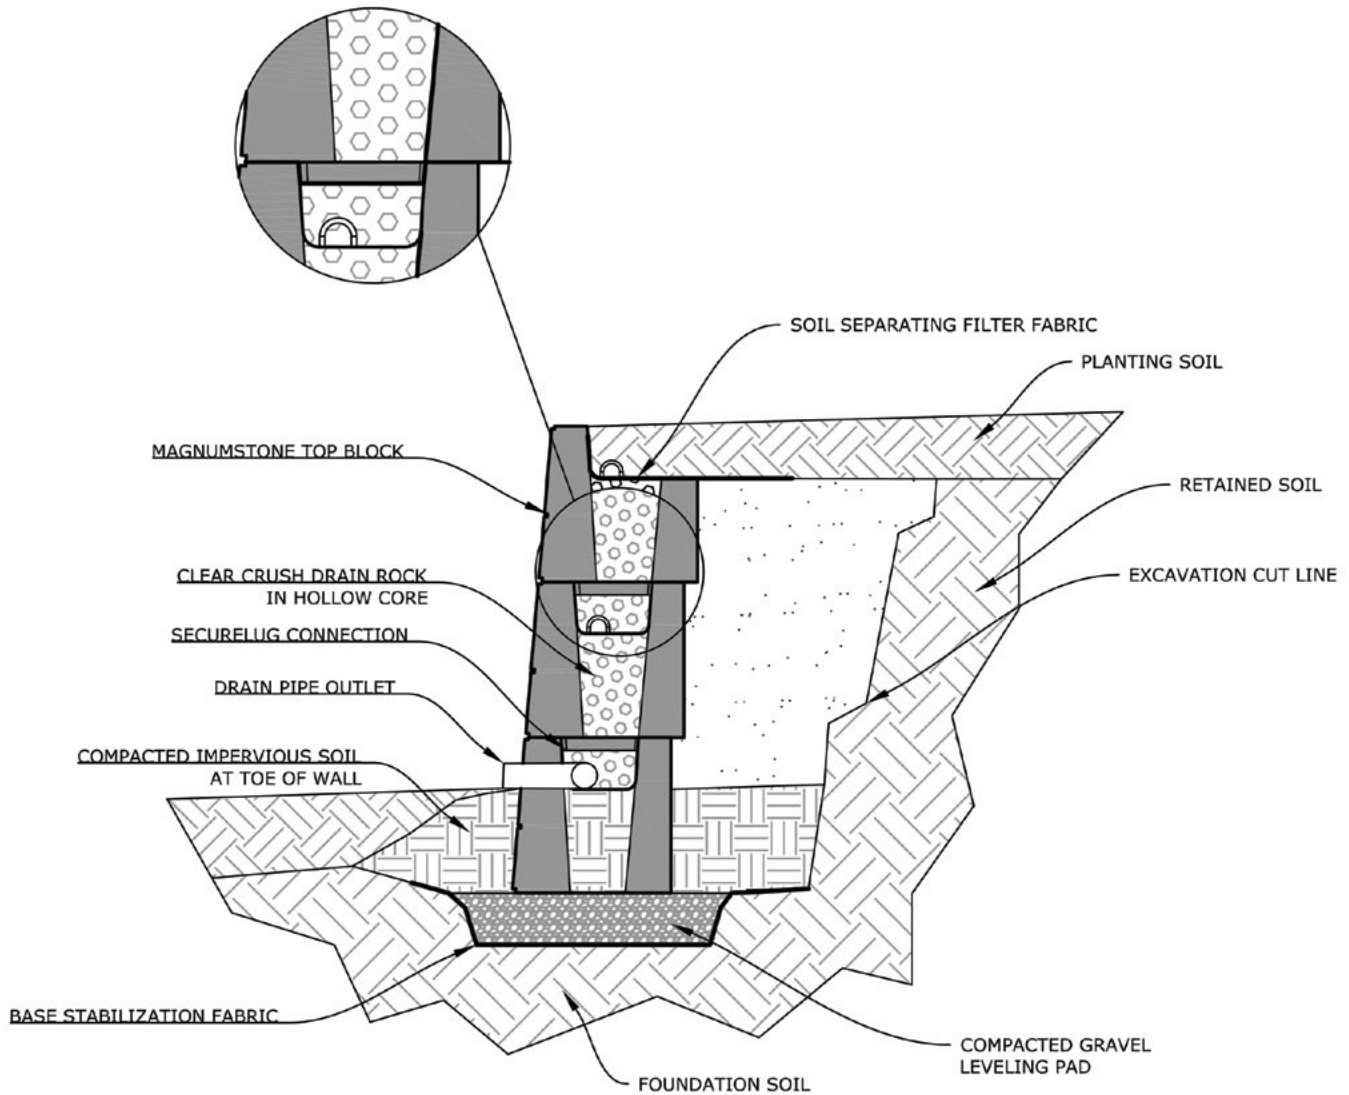 SOIL SEPARATING FILTER FABRIC
PLANTING SOIL
MAGNUMSTONE TOP BLOCK
RETAINED SOIL
CLEAR CRUSH DRAIN ROCK
IN HOLLOW CORE
EXCAVATION CUT LINE
SECURELUG CONNECTION
DRAIN PIPE OUTLET
COMPACTED IMPERVIOUS SOIL
AT TOE OF WALL
BASE STABILIZATION FABRIC
COMPACTED GRAVEL
LEVELING PAD
FOUNDATION SOIL